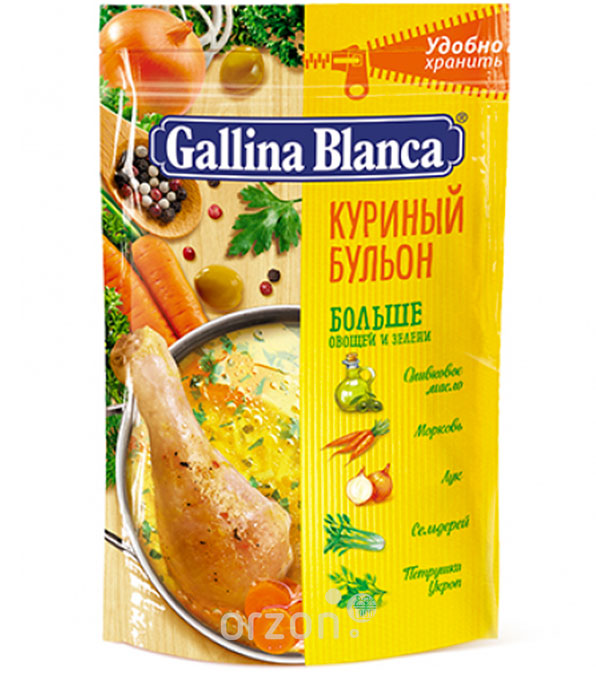 Удобно
хранить
Gallina Blanca®
КУРИНЫЙ
БУЛЬОН
БОЛЬШЕ
ОВОЩЕЙ И ЗЕЛЕНИ
Оливковое
масло
Морковь
Лук
Сельдерей
Петрушка
Укроп
orzon